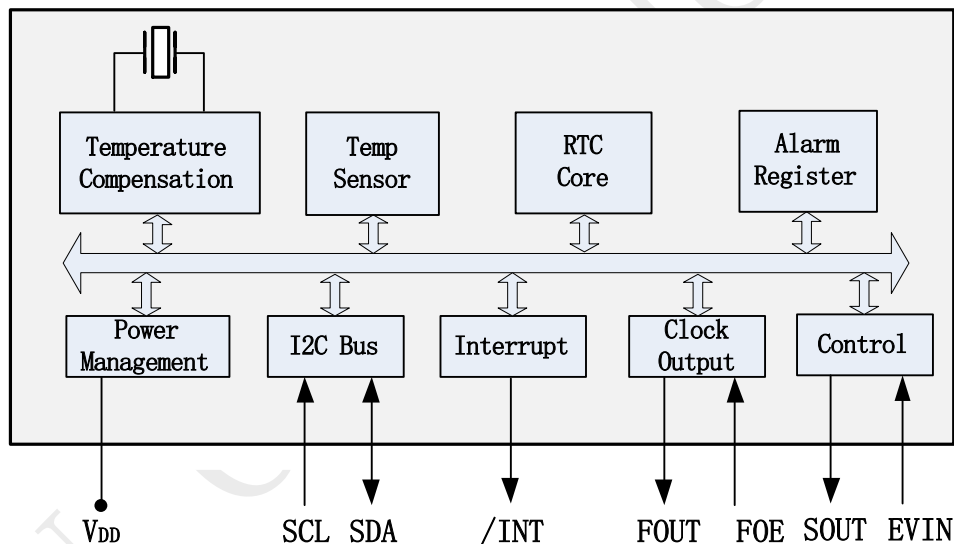 Temperature
Compensation
Temp
Sensor
RTC
Core
Alarm
Register
Power
Management
I2C Bus
Interrupt
Clock
Output
Control
VDD
SCL
SDA
/INT
FOUT
FOE
SOUT
EVIN